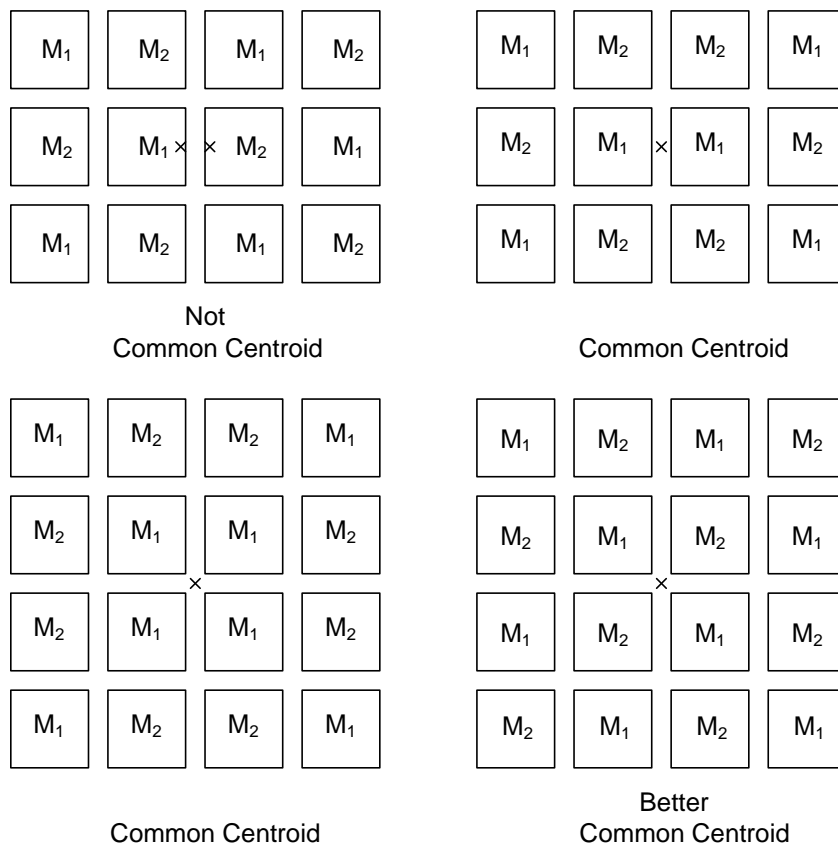 M₁ M₂ M₁ M₂
M₂ M₁ M₂ M₁
M₁ M₂ M₁ M₂
Not
Common Centroid
M₁ M₂ M₂ M₁
M₂ M₁ M₁ M₂
M₁ M₂ M₂ M₁
Common Centroid
M₁ M₂ M₂ M₁
M₂ M₁ M₁ M₂
M₂ M₁ M₁ M₂
M₁ M₂ M₂ M₁
Common Centroid
M₁ M₂ M₁ M₂
M₂ M₁ M₂ M₁
M₁ M₂ M₁ M₂
M₂ M₁ M₂ M₁
Better
Common Centroid